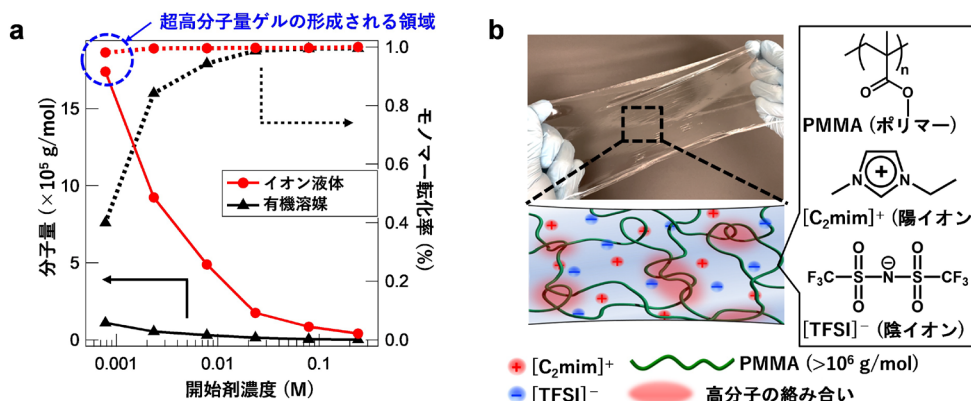 a
超高分子量ゲルの形成される領域
分子量 (×10⁵ g/mol)
15
10
5
0
1.0
0.8
0.6
0.4
0.2
0.0
モノマー転化率 (%)
イオン液体
有機溶媒
0.001
0.01
0.1
開始剤濃度 (M)
b
n
O
O
PMMA (ポリマー)
N
+
N
[C₂mim]⁺ (陽イオン)
O
O
F₃C
S
N
S
CF₃
O
O
[TFSI]⁻ (陰イオン)
[C₂mim]⁺
PMMA (>10⁶ g/mol)
[TFSI]⁻
高分子の絡み合い